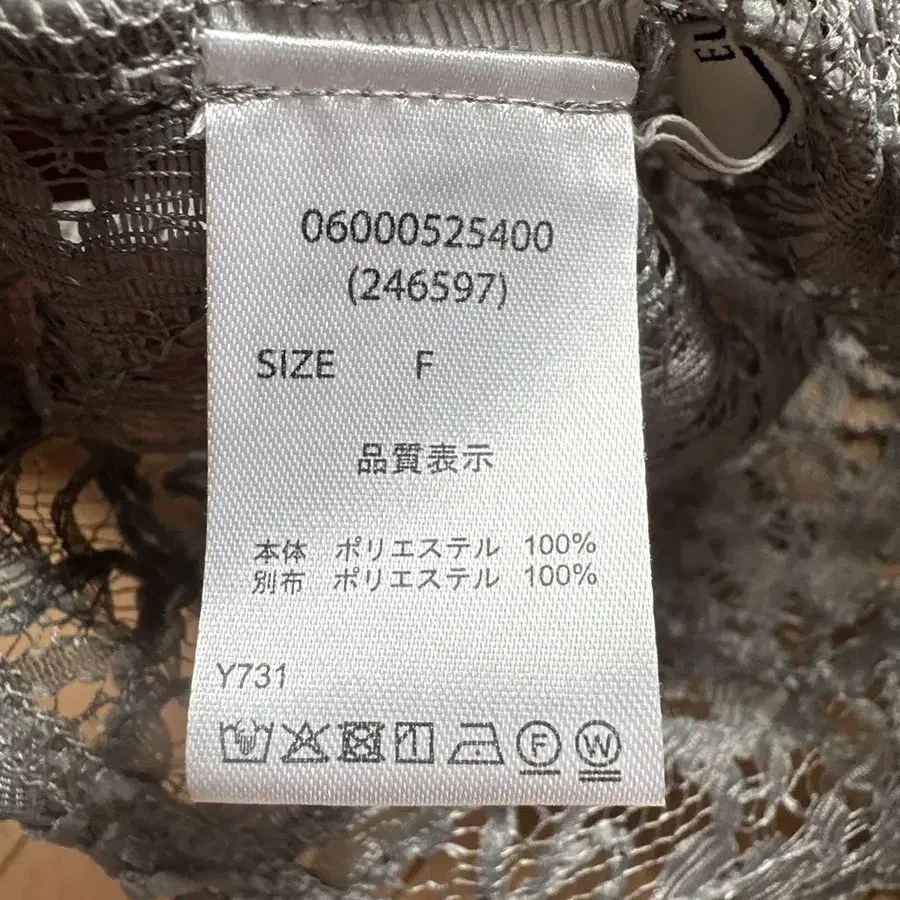 06000525400
(246597)
SIZE F
品質表示
本体 ポリエステル 100%
別布 ポリエステル 100%
Y731
F W